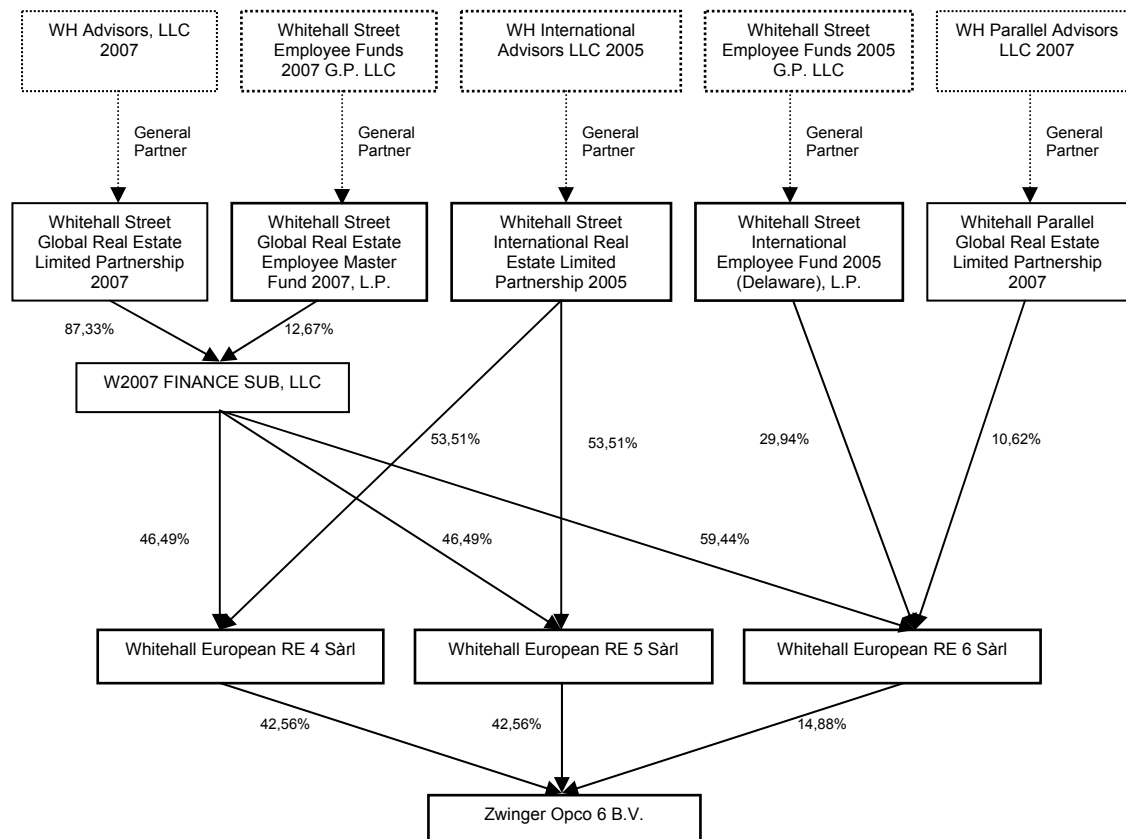 WH Advisors, LLC
2007
Whitehall Street
Employee Funds
2007 G.P. LLC
WH International
Advisors LLC 2005
Whitehall Street
Employee Funds 2005
G.P. LLC
WH Parallel Advisors
LLC 2007
General
Partner
General
Partner
General
Partner
General
Partner
General
Partner
Whitehall Street
Global Real Estate
Limited Partnership
2007
Whitehall Street
Global Real Estate
Employee Master
Fund 2007, L.P.
Whitehall Street
International Real
Estate Limited
Partnership 2005
Whitehall Street
International
Employee Fund 2005
(Delaware), L.P.
Whitehall Parallel
Global Real Estate
Limited Partnership
2007
87,33%
12,67%
W2007 FINANCE SUB, LLC
53,51%
53,51%
29,94%
10,62%
46,49%
46,49%
59,44%
Whitehall European RE 4 Sàrl
Whitehall European RE 5 Sàrl
Whitehall European RE 6 Sàrl
42,56%
42,56%
14,88%
Zwinger Opco 6 B.V.